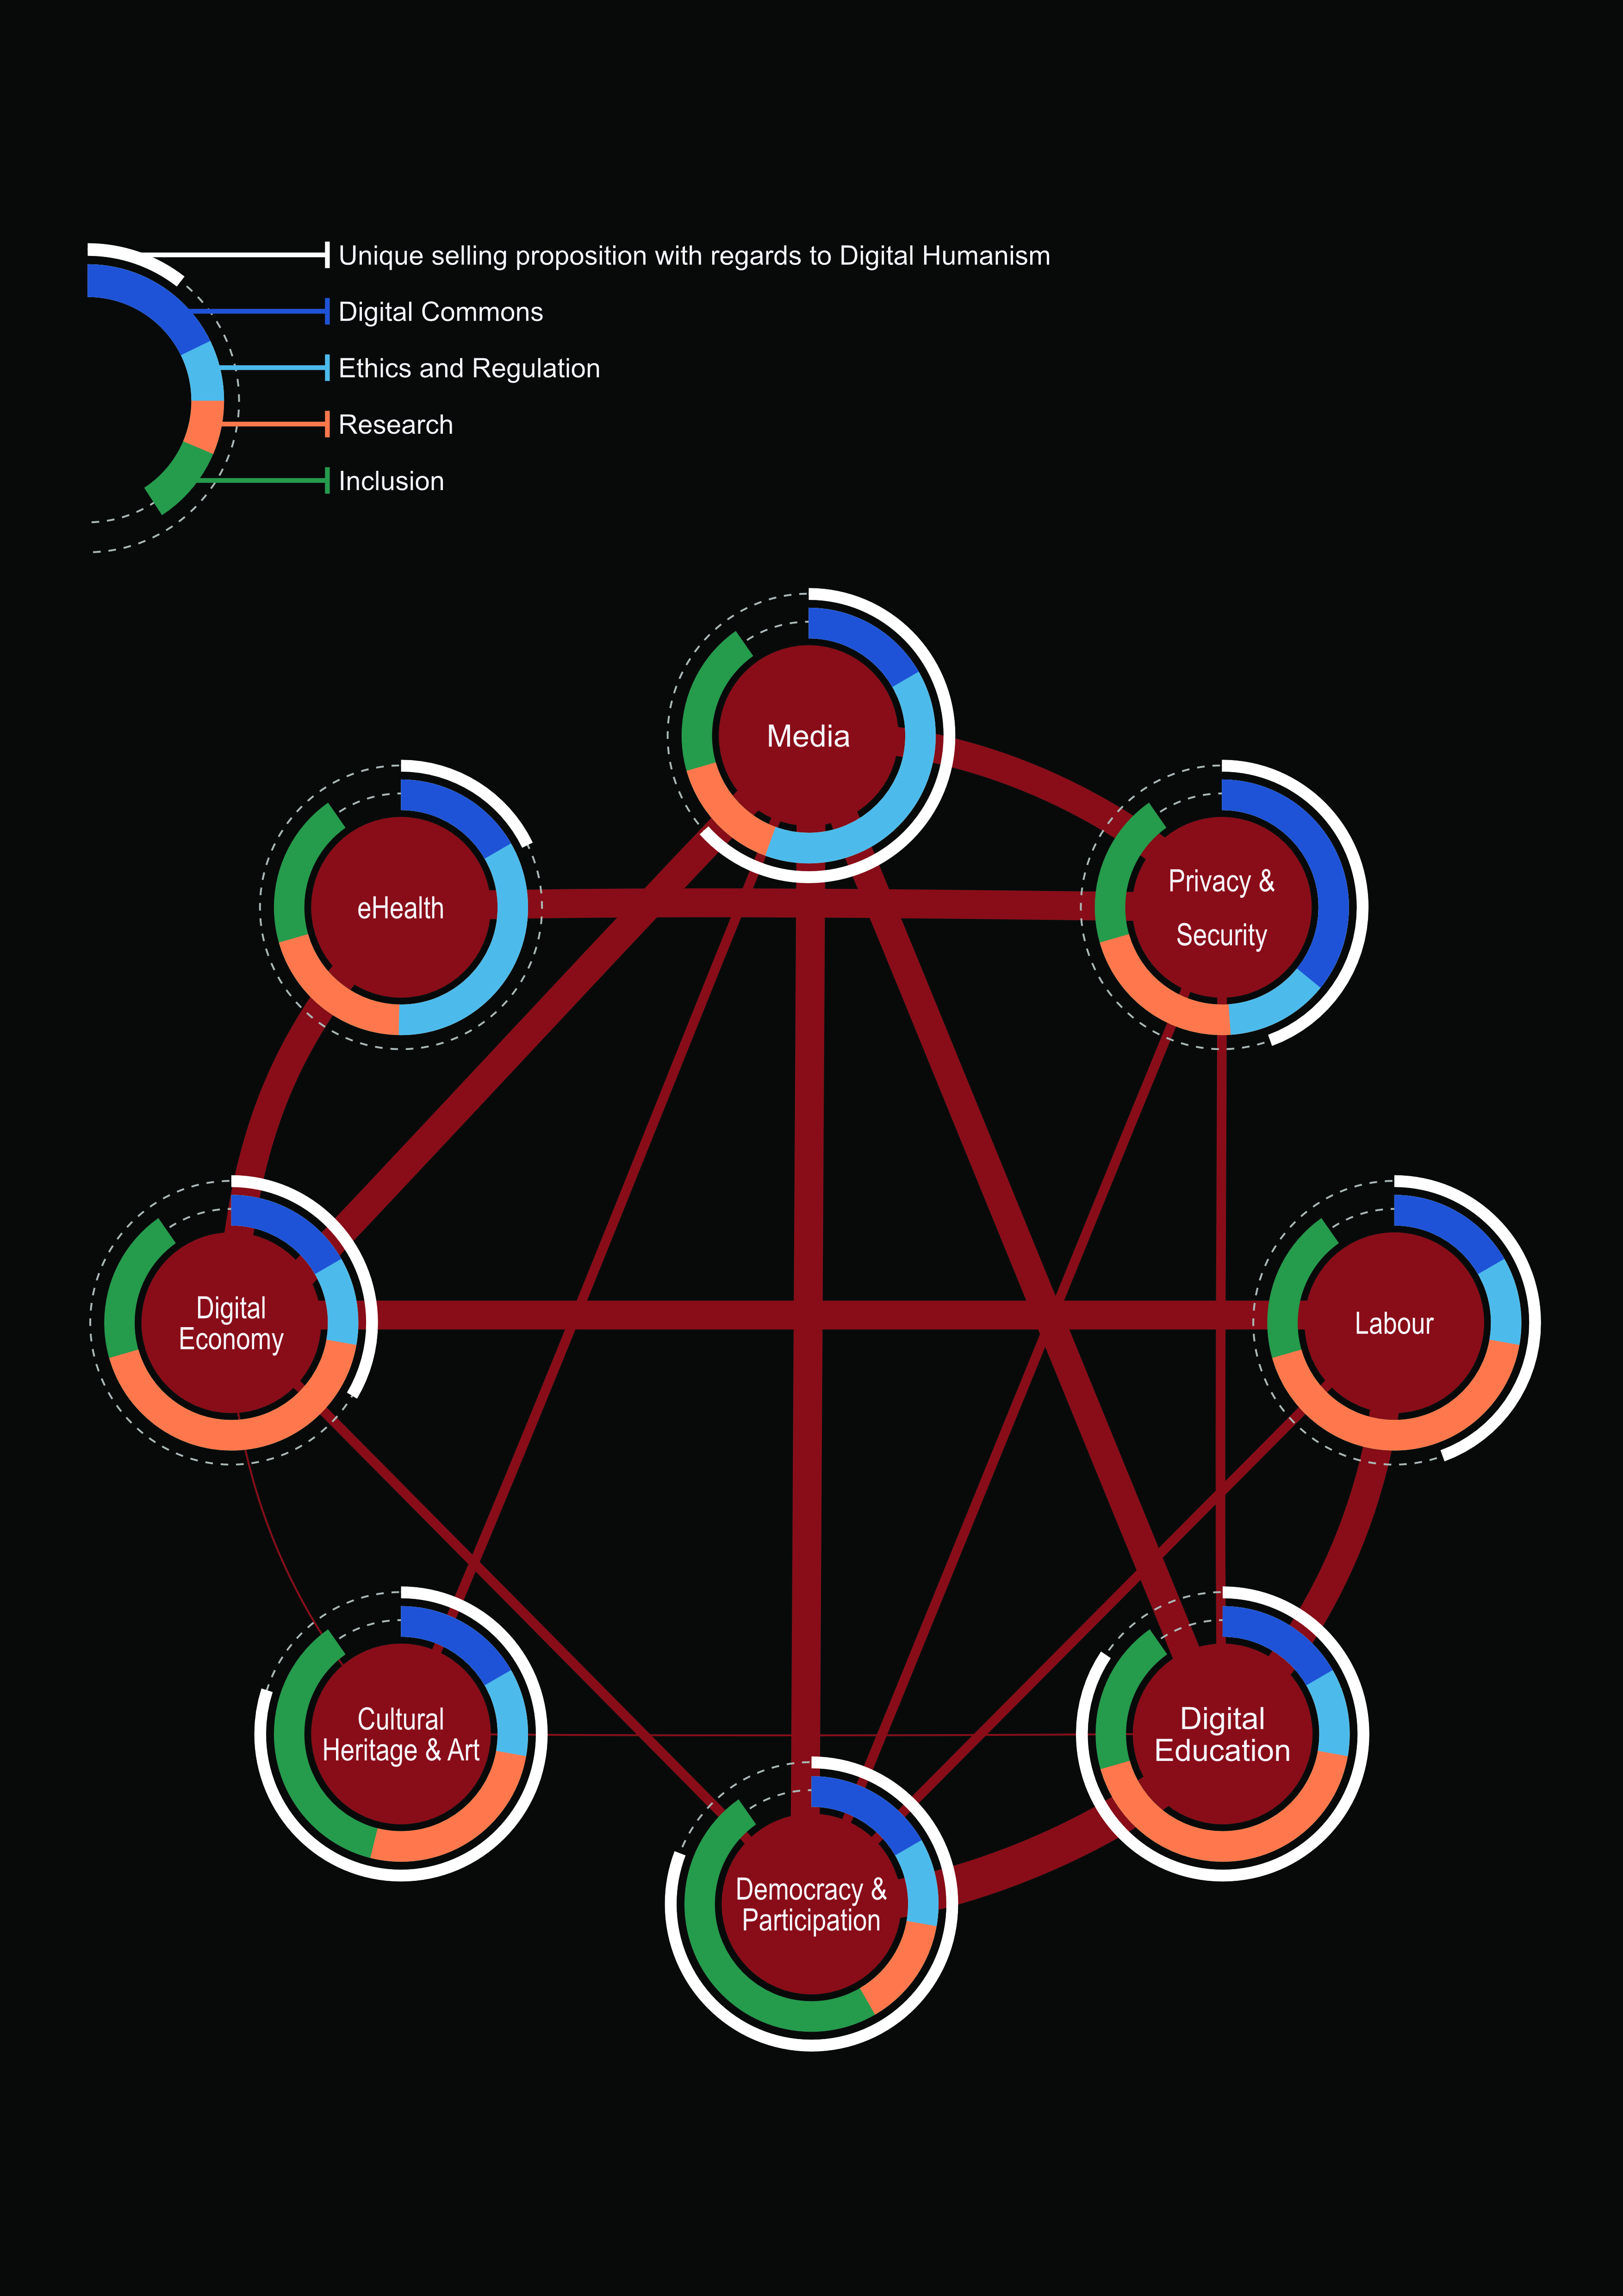 Unique selling proposition with regards to Digital Humanism
Digital Commons
Ethics and Regulation
Research
Inclusion
Media
eHealth
Privacy &
Security
Digital
Economy
Labour
Cultural
Heritage & Art
Digital
Education
Democracy &
Participation